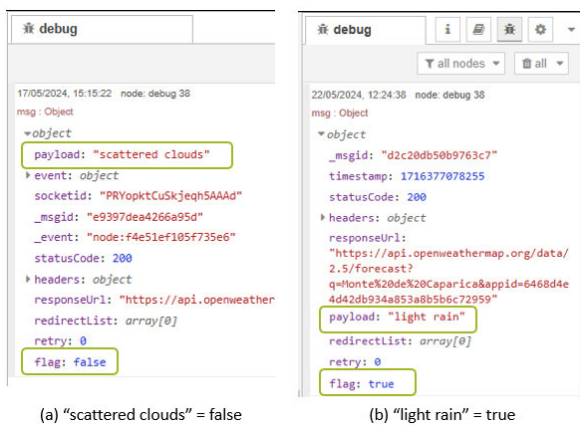 debug
17/05/2024, 15:15:22 node: debug 38
msg : Object
object
payload: "scattered clouds"
event: object
socketid: "PRYopktCuSkjeqh5AAAd"
_msgid: "e9397dea4266a95d"
_event: "node:f4e51ef105f735e6"
statusCode: 200
headers: object
responseUrl: "https://api.openweather
redirectList: array[0]
retry: 0
flag: false
(a) “scattered clouds” = false
debug
i
all nodes
all
22/05/2024, 12:24:38 node: debug 38
msg : Object
object
_msgid: "d2c20db50b9763c7"
timestamp: 1716377078255
statusCode: 200
headers: object
responseUrl:
"https://api.openweathermap.org/data/
2.5/forecast?
q=Monte%20de%20Caparica&appid=6468d4e
4d42db934a853a8b5b6c72959"
payload: "light rain"
redirectList: array[0]
retry: 0
flag: true
(b) “light rain” = true